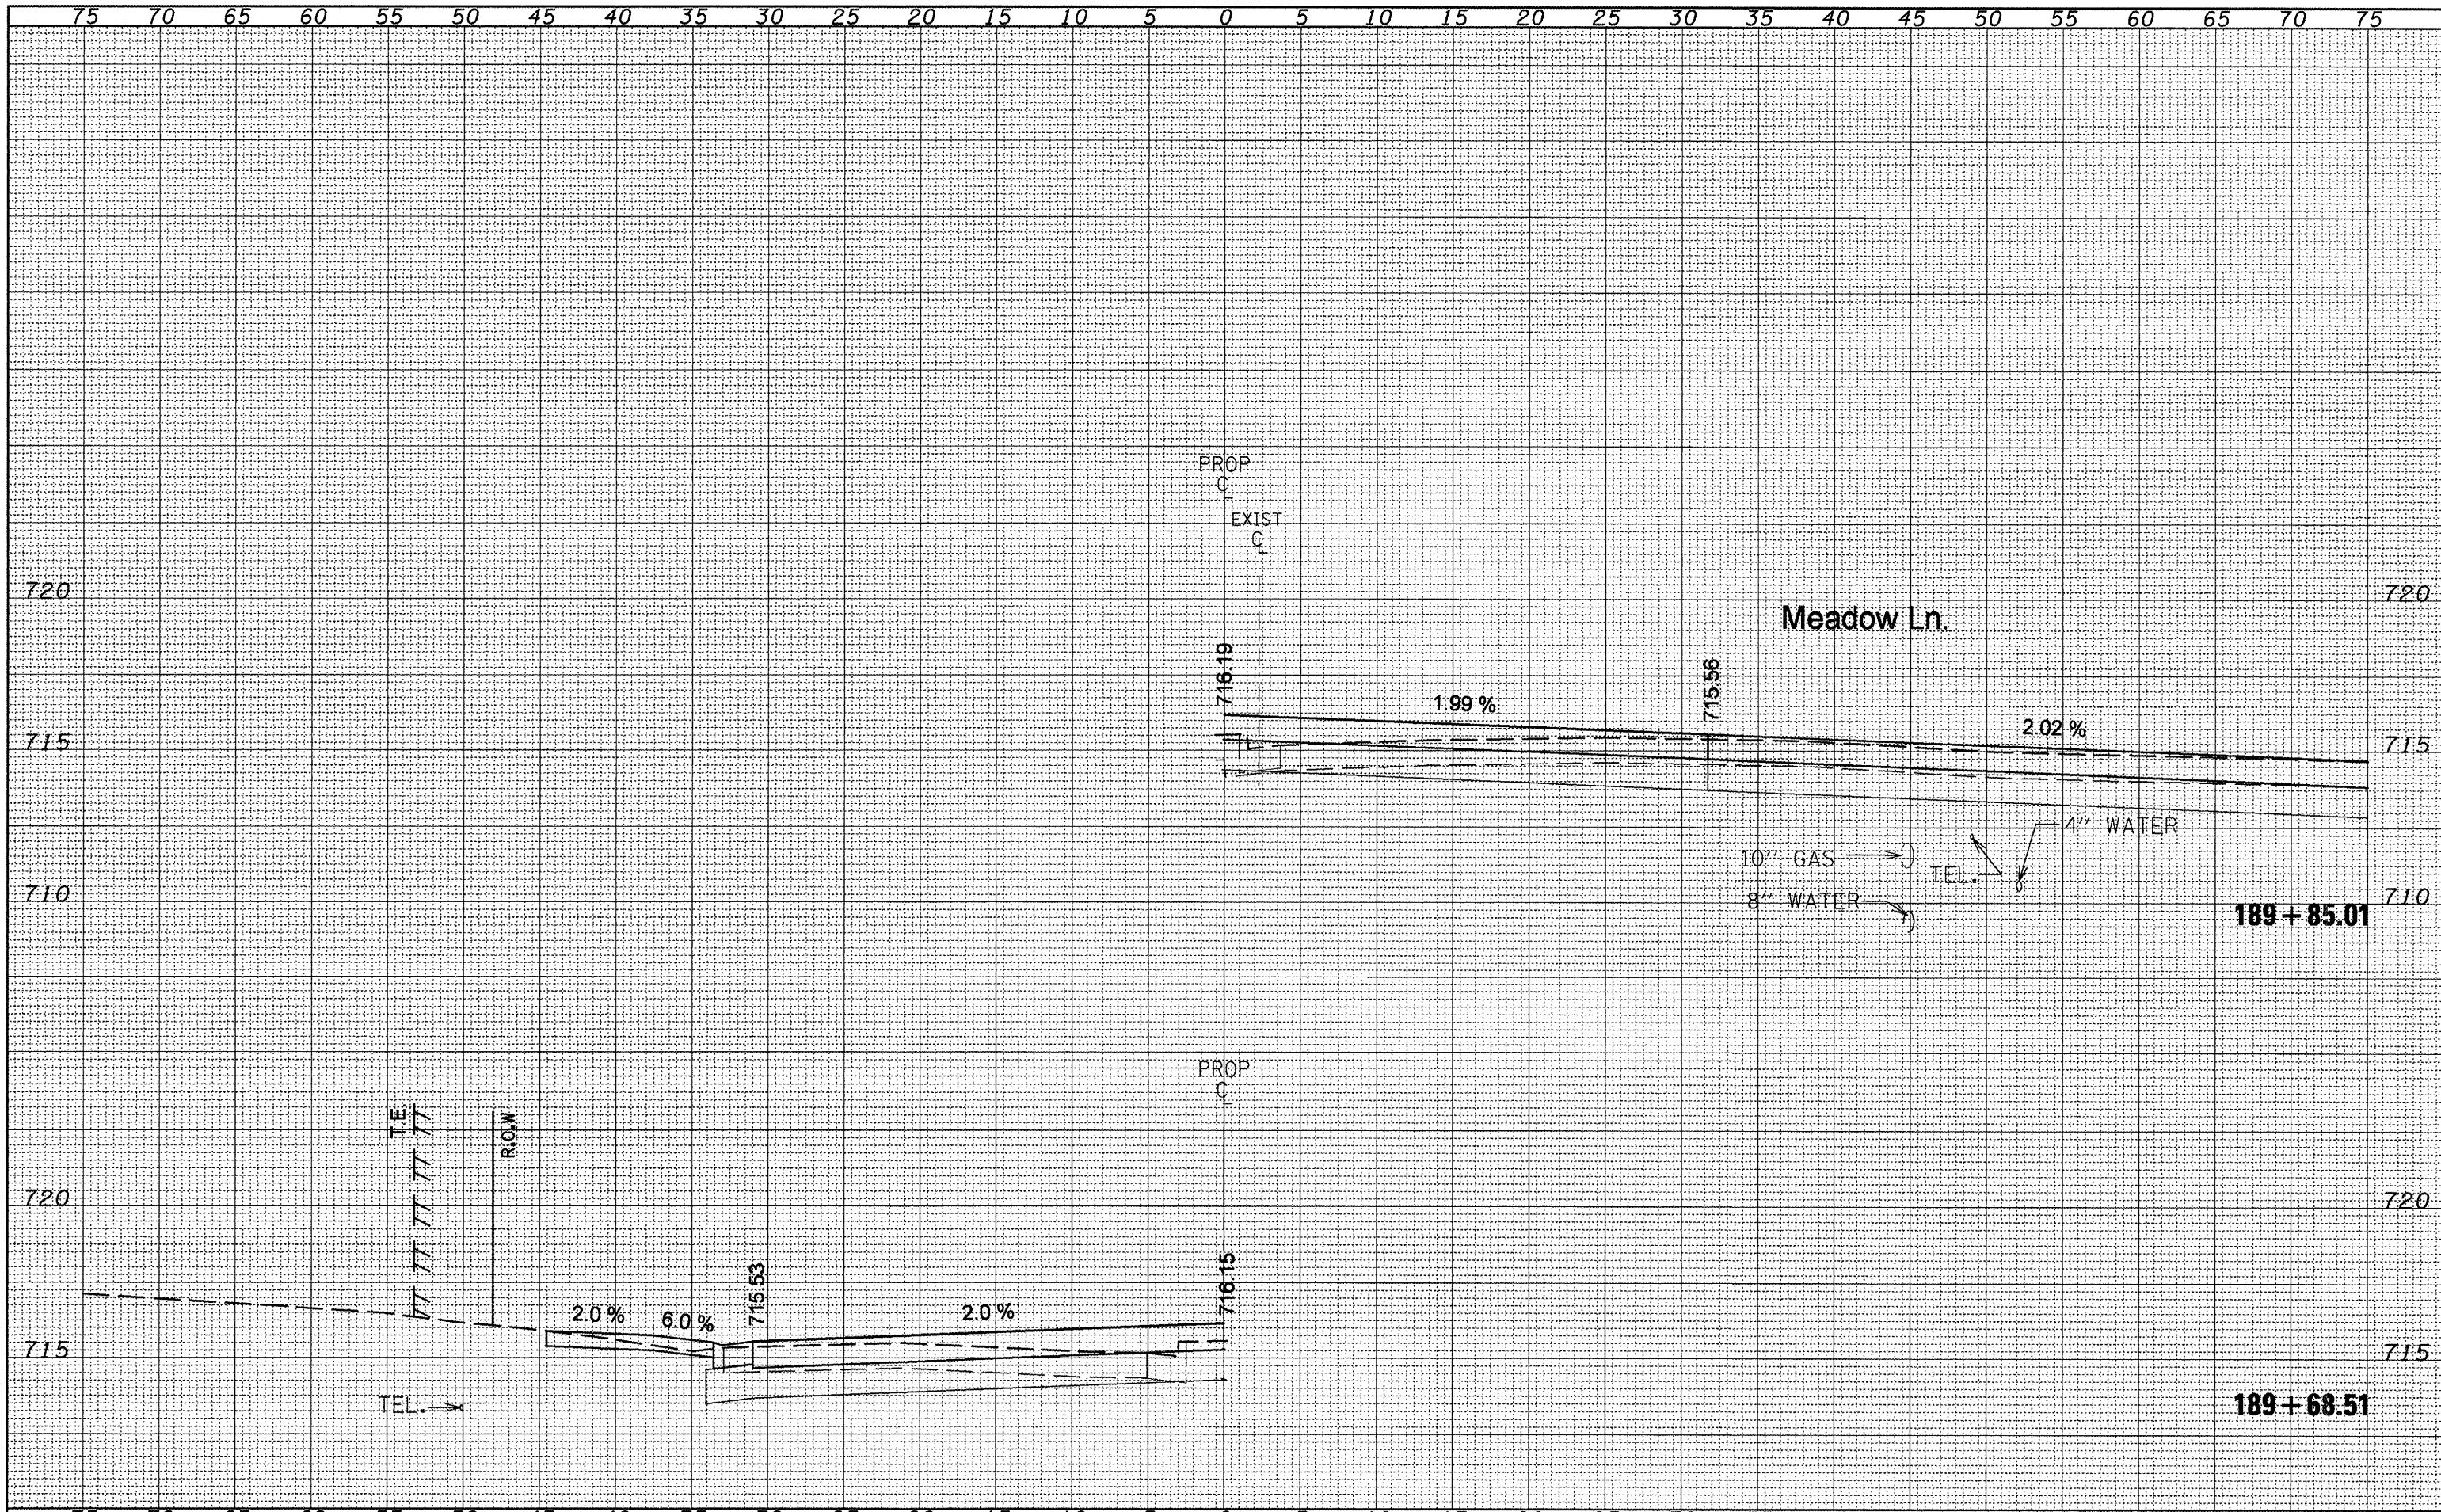 75 70 65 60 55 50 45 40 35 30 25 20 15 10 5 0 5 10 15 20 25 30 35 40 45 50 55 60 65 70 75
PROP
C L
EXIST
C L
720 720
Meadow Ln.
716.19
715.56
1.99 %
2.02 %
715 715
4" WATER
10" GAS
TEL.
8" WATER
710 710
189 + 85.01
PROP
C L
T.E.
R.O.W
720 720
716.15
715.53
2.0 %
6.0 %
2.0 %
715 715
TEL.
189 + 68.51